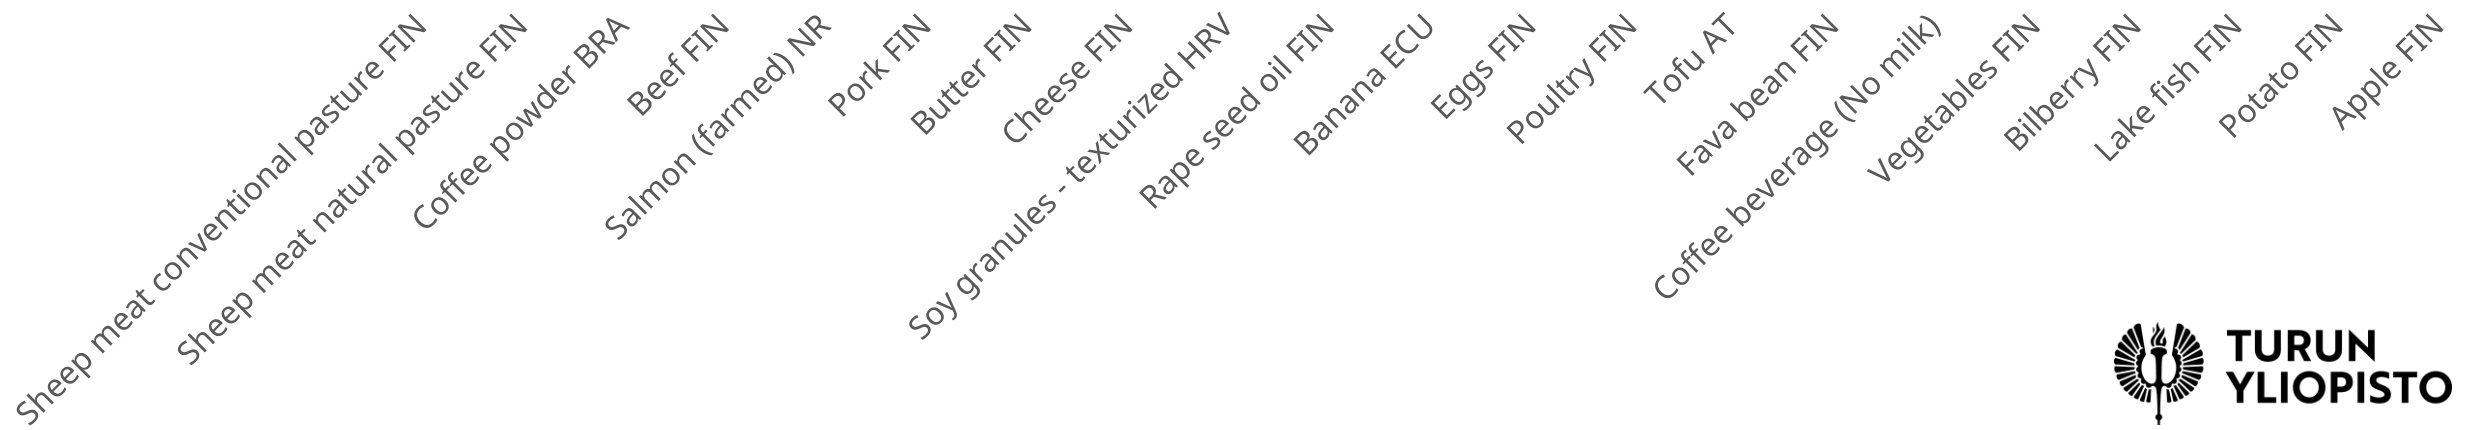 Sheep meat conventional pasture FIN
Sheep meat natural pasture FIN
Coffee powder BRA
Beef FIN
Salmon (farmed) NR
Pork FIN
Butter FIN
Cheese FIN
Soy granules - texturized HRV
Rape seed oil FIN
Banana ECU
Eggs FIN
Poultry FIN
Tofu AT
Fava bean FIN
Coffee beverage (No milk)
Vegetables FIN
Bilberry FIN
Lake fish FIN
Potato FIN
Apple FIN
TURUN
YLIOPISTO